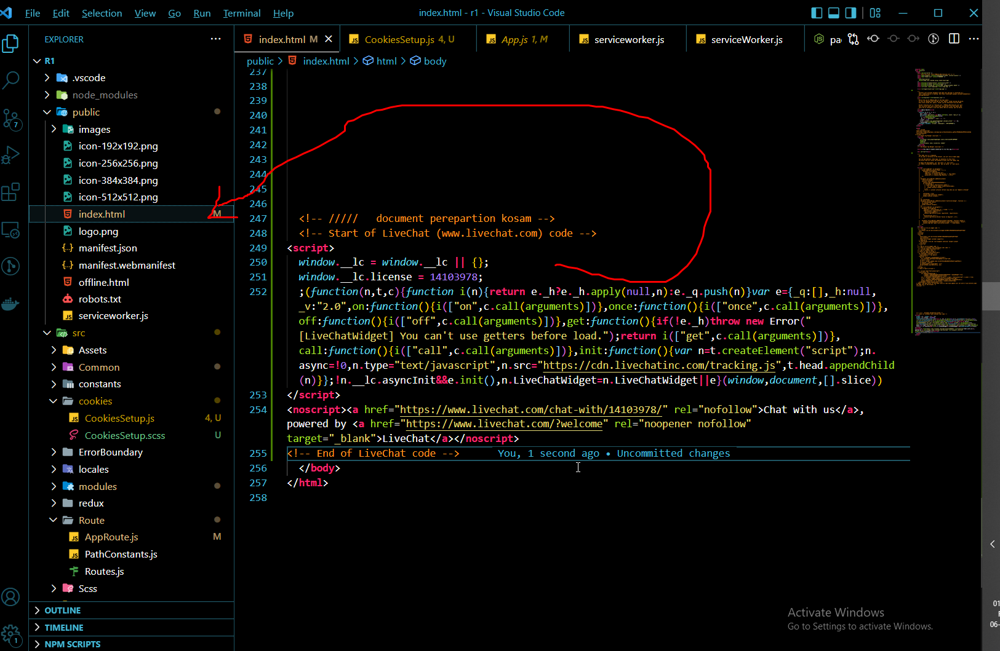 File Edit Selection View Go Run Terminal Help
index.html - r1 - Visual Studio Code
EXPLORER
index.html M
CookiesSetup.js 4, U
App.js 1, M
serviceworker.js
serviceWorker.js
pa
public > index.html > html > body
R1
.vscode
node_modules
public
images
icon-192x192.png
icon-256x256.png
icon-384x384.png
icon-512x512.png
index.html M
logo.png
manifest.json
manifest.webmanifest
offline.html
robots.txt
serviceworker.js
src
Assets
Common
constants
cookies
CookiesSetup.js 4, U
CookiesSetup.scss U
ErrorBoundary
locales
modules
redux
Route
AppRoute.js M
PathConstants.js
Routes.js
Scss
OUTLINE
TIMELINE
NPM SCRIPTS
7
1
237
238
239
240
241
242
243
244
245
246
247 <!-- ///// document perepartion kosam -->
248 <!-- Start of LiveChat (www.livechat.com) code -->
249 <script>
250 window.__lc = window.__lc || {};
251 window.__lc.license = 14103978;
252 ;(function(n,t,c){function i(n){return e._h?e._h.apply(null,n):e._q.push(n)}var e={_q:[],_h:null,
_v:"2.0",on:function(){i(["on",c.call(arguments)])},once:function(){i(["once",c.call(arguments)])},
off:function(){i(["off",c.call(arguments)])},get:function(){if(!e._h)throw new Error("
[LiveChatWidget] You can't use getters before load.");return i(["get",c.call(arguments)])},
call:function(){i(["call",c.call(arguments)])},init:function(){var n=t.createElement("script");n.
async=!0,n.type="text/javascript",n.src="https://cdn.livechatinc.com/tracking.js",t.head.appendChild
(n)}};!n.__lc.asyncInit&&e.init(),n.LiveChatWidget=n.LiveChatWidget||e}(window,document,[].slice))
253 </script>
254 <noscript><a href="https://www.livechat.com/chat-with/14103978/" rel="nofollow">Chat with us</a>,
powered by <a href="https://www.livechat.com/?welcome" rel="noopener nofollow"
target="_blank">LiveChat</a></noscript>
255 <!-- End of LiveChat code --> You, 1 second ago • Uncommitted changes
256 </body>
257 </html>
258
Activate Windows
Go to Settings to activate Windows.
01
06-